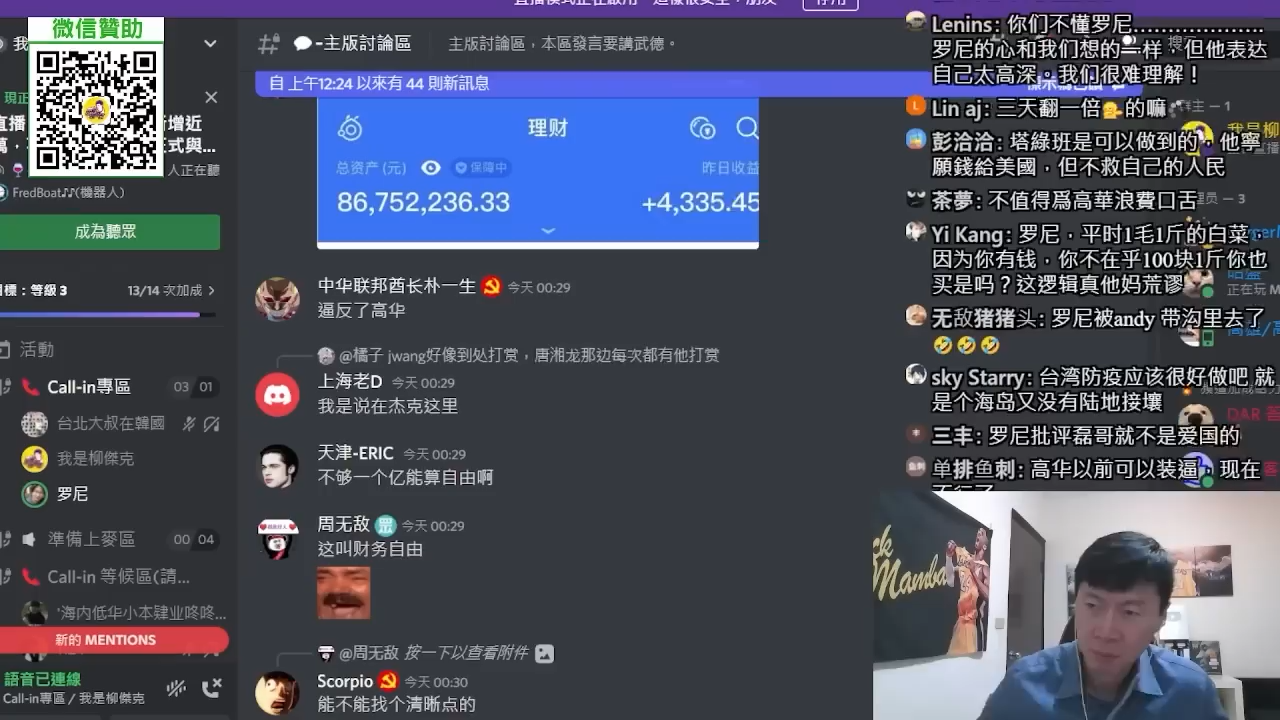 微信贊助
人正在聽
FredBoat♪♪(機器人)
成為聽眾
目標：等級 3
13/14 次加成
活動
Call-in專區
03 01
台北大叔在韓國
我是柳傑克
罗尼
準備上麥區
00 04
Call-in 等候區(請...
'海内低华小本肆业咚咚...
新的 MENTIONS
語音已連線
Call-in專區 / 我是柳傑克
-主版討論區
主版討論區，本區發言要講武德。
自 上午12:24 以來有 44 則新訊息
理财
总资产 (元)
保障中
昨日收益
86,752,236.33
+4,335.45
中华联邦酋长朴一生 今天 00:29
逼反了高华
@橘子 jwang好像到处打赏，唐湘龙那边每次都有他打赏
上海老D 今天 00:29
我是说在杰克这里
天津-ERIC 今天 00:29
不够一个亿能算自由啊
周无敌 今天 00:29
这叫财务自由
@周无敌 按一下以查看附件
Scorpio 今天 00:30
能不能找个清晰点的
Lenins: 你们不懂罗尼......................
罗尼的心和我们想的一样，但他表达
自己太高深。我们很难理解！
Lin aj: 三天翻一倍的嘛
彭洽洽: 塔綠班是可以做到的，他寧
願錢給美國，但不救自己的人民
茶夢: 不值得爲高華浪費口舌
Yi Kang: 罗尼，平时1毛1斤的白菜，
因为你有钱，你不在乎100块1斤你也
买是吗？这逻辑真他妈荒谬
无敌猪猪头: 罗尼被andy 带沟里去了
🤣🤣🤣
sky Starry: 台湾防疫应该很好做吧 就
是个海岛又没有陆地接壤
三丰: 罗尼批评磊哥就不是爱国的
单排鱼刺: 高华以前可以装逼，现在
Mamba